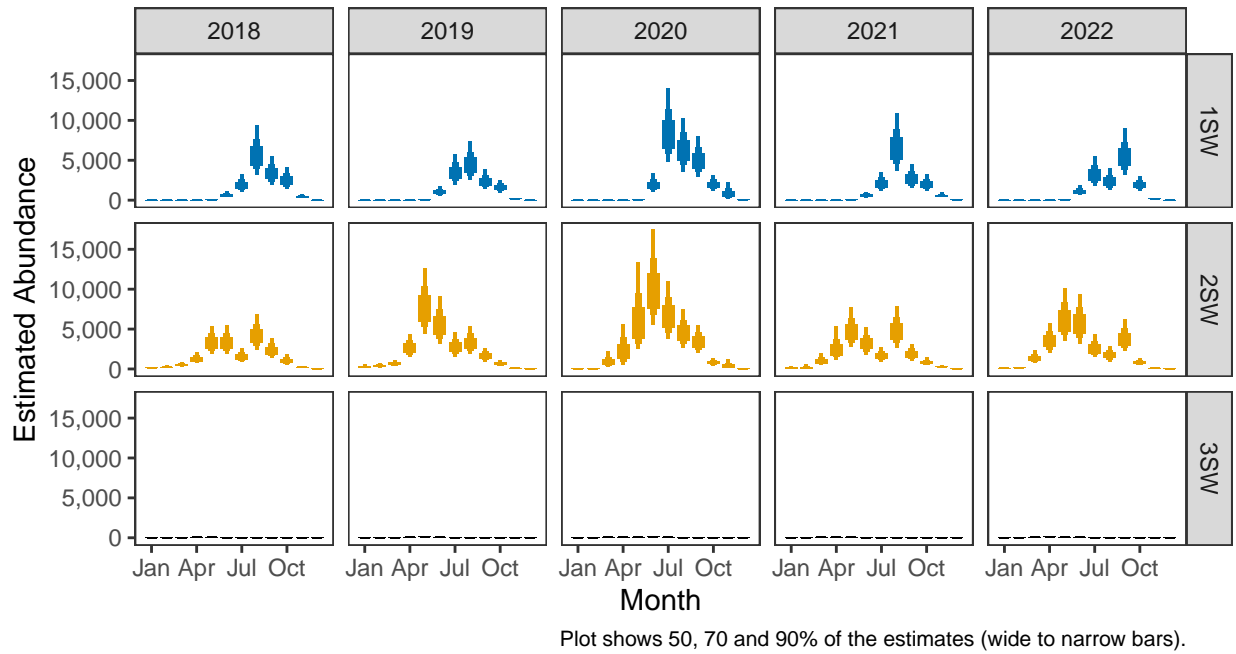 2018 2019 2020 2021 2022
15,000
10,000
5,000
0
1SW
15,000
10,000
5,000
0
2SW
15,000
10,000
5,000
0
3SW
Estimated Abundance
Jan Apr Jul Oct Jan Apr Jul Oct Jan Apr Jul Oct Jan Apr Jul Oct Jan Apr Jul Oct
Month
Plot shows 50, 70 and 90% of the estimates (wide to narrow bars).